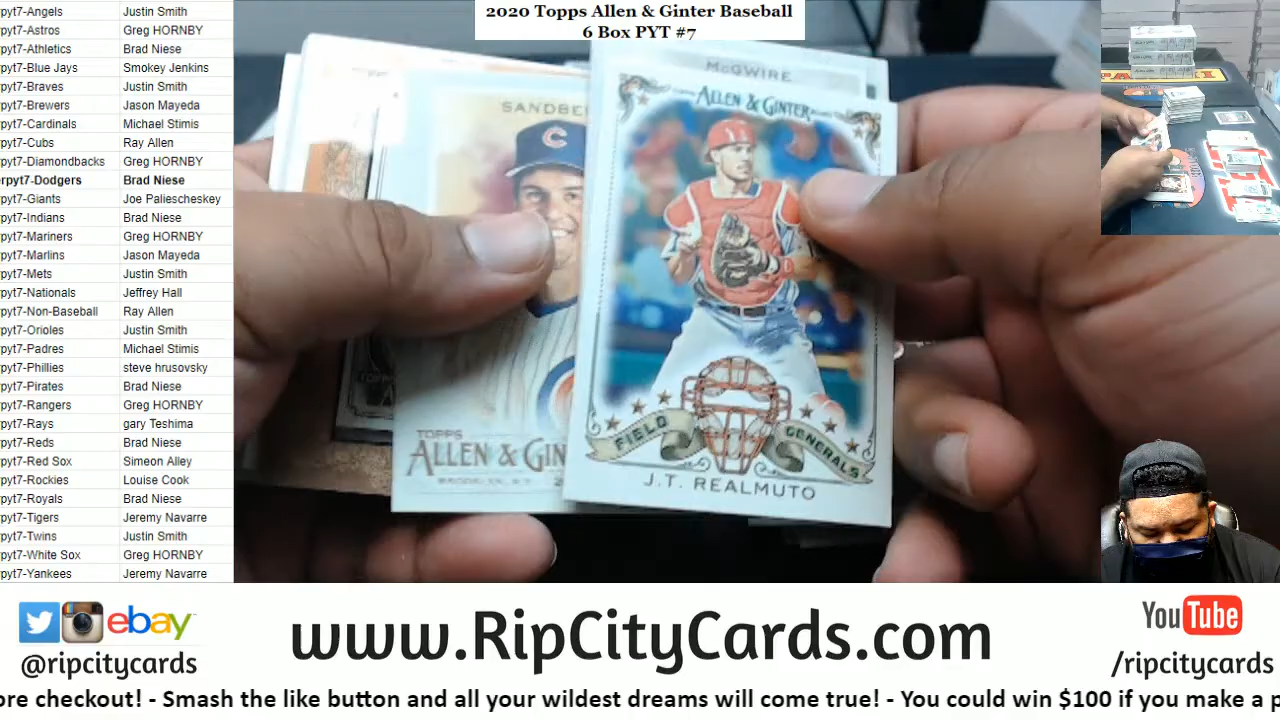 2020 Topps Allen & Ginter Baseball
6 Box PYT #7
pyt7-Angels Justin Smith
pyt7-Astros Greg HORNBY
pyt7-Athletics Brad Niese
pyt7-Blue Jays Smokey Jenkins
pyt7-Braves Justin Smith
pyt7-Brewers Jason Mayeda
pyt7-Cardinals Michael Stimis
pyt7-Cubs Ray Allen
pyt7-Diamondbacks Greg HORNBY
erpyt7-Dodgers Brad Niese
pyt7-Giants Joe Paliescheskey
pyt7-Indians Brad Niese
pyt7-Mariners Greg HORNBY
pyt7-Marlins Jason Mayeda
pyt7-Mets Justin Smith
pyt7-Nationals Jeffrey Hall
pyt7-Non-Baseball Ray Allen
pyt7-Orioles Justin Smith
pyt7-Padres Michael Stimis
pyt7-Phillies steve hrusovsky
pyt7-Pirates Brad Niese
pyt7-Rangers Greg HORNBY
pyt7-Rays gary Teshima
pyt7-Reds Brad Niese
pyt7-Red Sox Simeon Alley
pyt7-Rockies Louise Cook
pyt7-Royals Brad Niese
pyt7-Tigers Jeremy Navarre
pyt7-Twins Justin Smith
pyt7-White Sox Greg HORNBY
pyt7-Yankees Jeremy Navarre
McGWIRE
SANDBE
C
TOPPS
ALLEN & GIN
ALLEN & GINTER
FIELD GENERALS
J.T. REALMUTO
ebay
@ripcitycards
www.RipCityCards.com
YouTube
/ripcitycards
ore checkout! - Smash the like button and all your wildest dreams will come true! - You could win $100 if you make a p